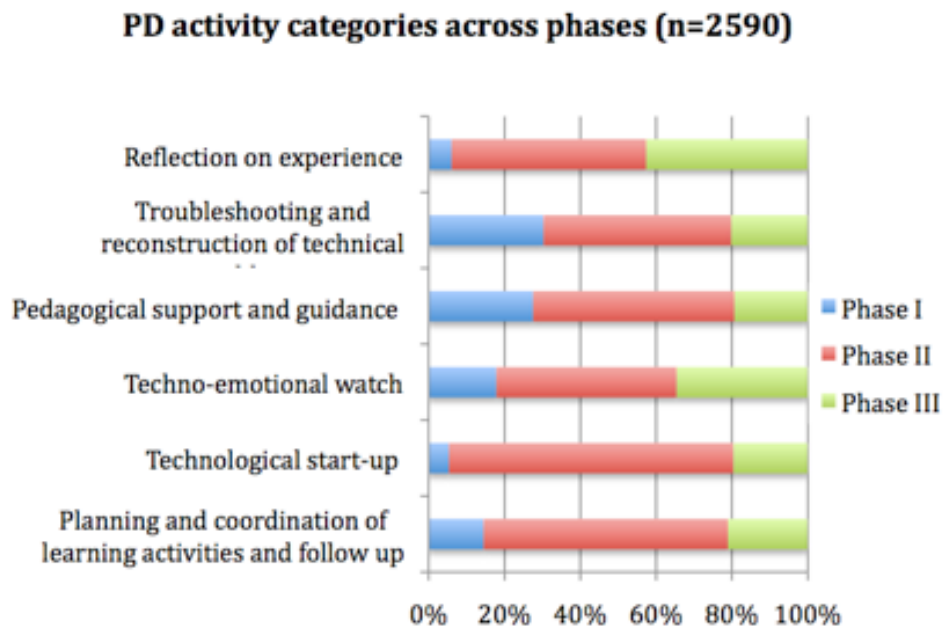 PD activity categories across phases (n=2590)
Reflection on experience
Troubleshooting and
reconstruction of technical
Pedagogical support and guidance
Techno-emotional watch
Technological start-up
Planning and coordination of
learning activities and follow up
Phase I
Phase II
Phase III
0% 20% 40% 60% 80% 100%